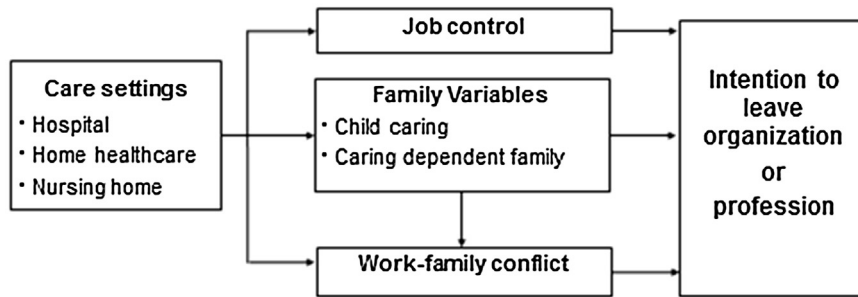 Job control
Care settings
・Hospital
・Home healthcare
・Nursing home
Family Variables
・Child caring
・Caring dependent family
Work-family conflict
Intention to
leave
organization
or
profession